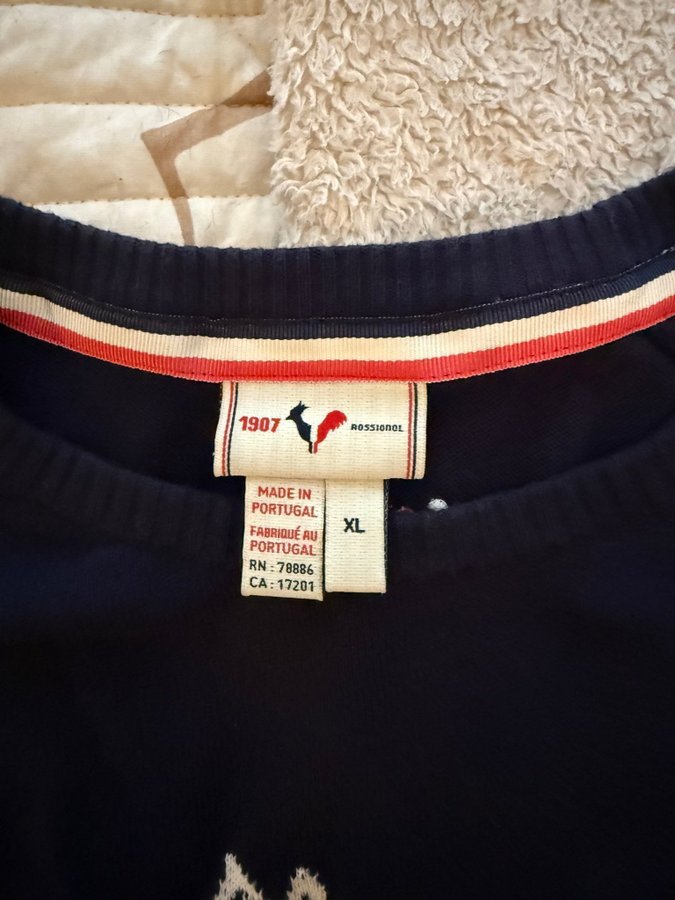 1907 ROSSIGNOL
MADE IN
PORTUGAL
FABRIQUÉ AU
PORTUGAL
RN : 78886
CA : 17201
XL